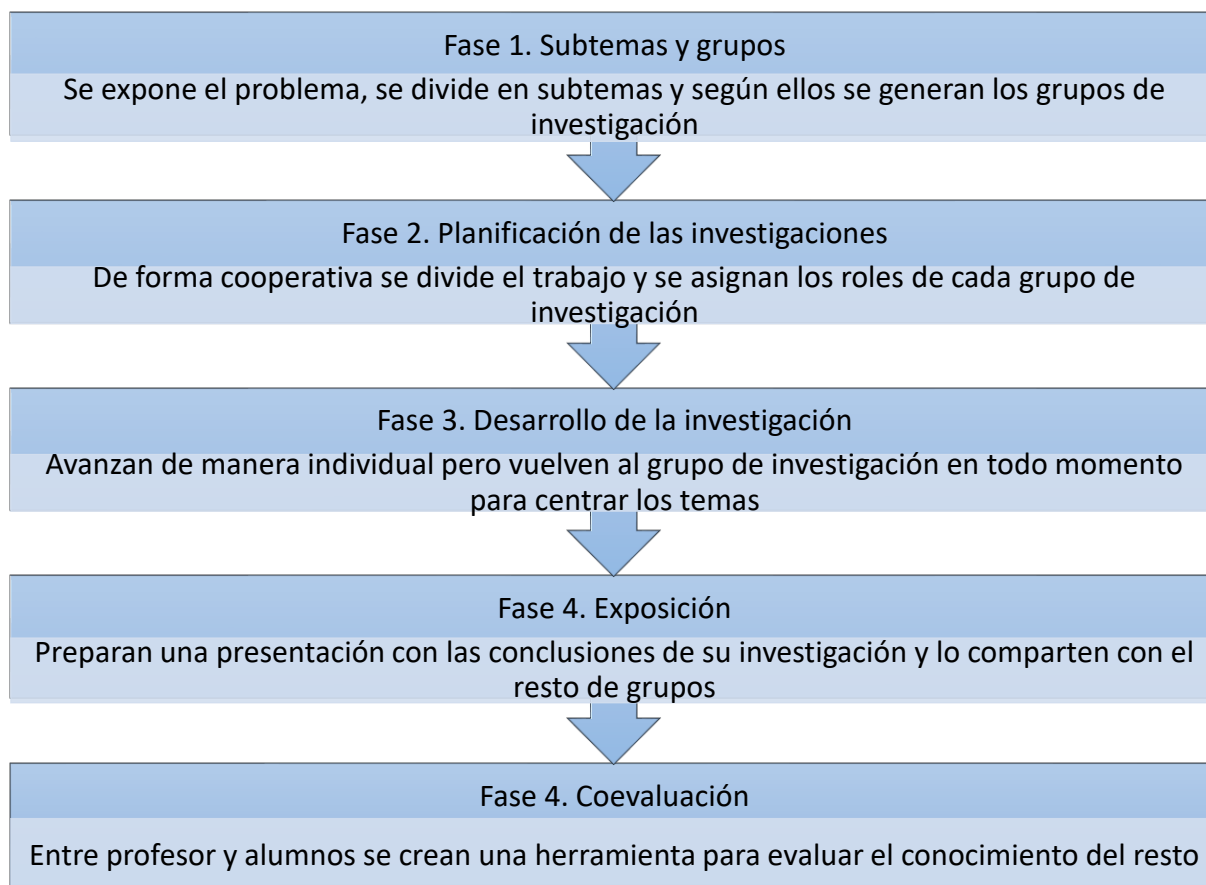 Fase 1. Subtemas y grupos
Se expone el problema, se divide en subtemas y según ellos se generan los grupos de
investigación
Fase 2. Planificación de las investigaciones
De forma cooperativa se divide el trabajo y se asignan los roles de cada grupo de
investigación
Fase 3. Desarrollo de la investigación
Avanzan de manera individual pero vuelven al grupo de investigación en todo momento
para centrar los temas
Fase 4. Exposición
Preparan una presentación con las conclusiones de su investigación y lo comparten con el
resto de grupos
Fase 4. Coevaluación
Entre profesor y alumnos se crean una herramienta para evaluar el conocimiento del resto